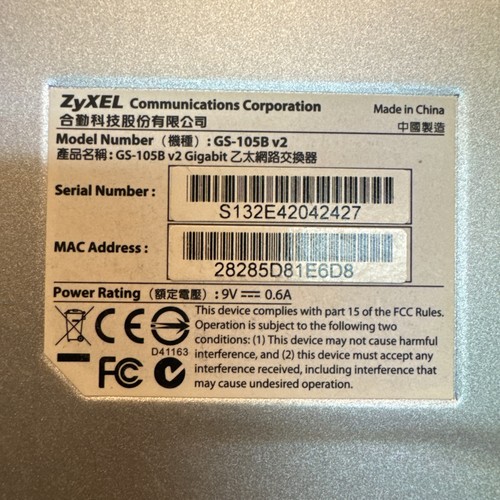 ZyXEL Communications Corporation
Made in China
合勤科技股份有限公司
中國製造
Model Number（機種）: GS-105B v2
產品名稱：GS-105B v2 Gigabit 乙太網路交換器
Serial Number :
S132E42042427
MAC Address :
28285D81E6D8
Power Rating（額定電壓）: 9V ⎓ 0.6A
This device complies with part 15 of the FCC Rules.
Operation is subject to the following two
conditions: (1) This device may not cause harmful
interference, and (2) this device must accept any
interference received, including interference that
may cause undesired operation.
CE
D41163
FC